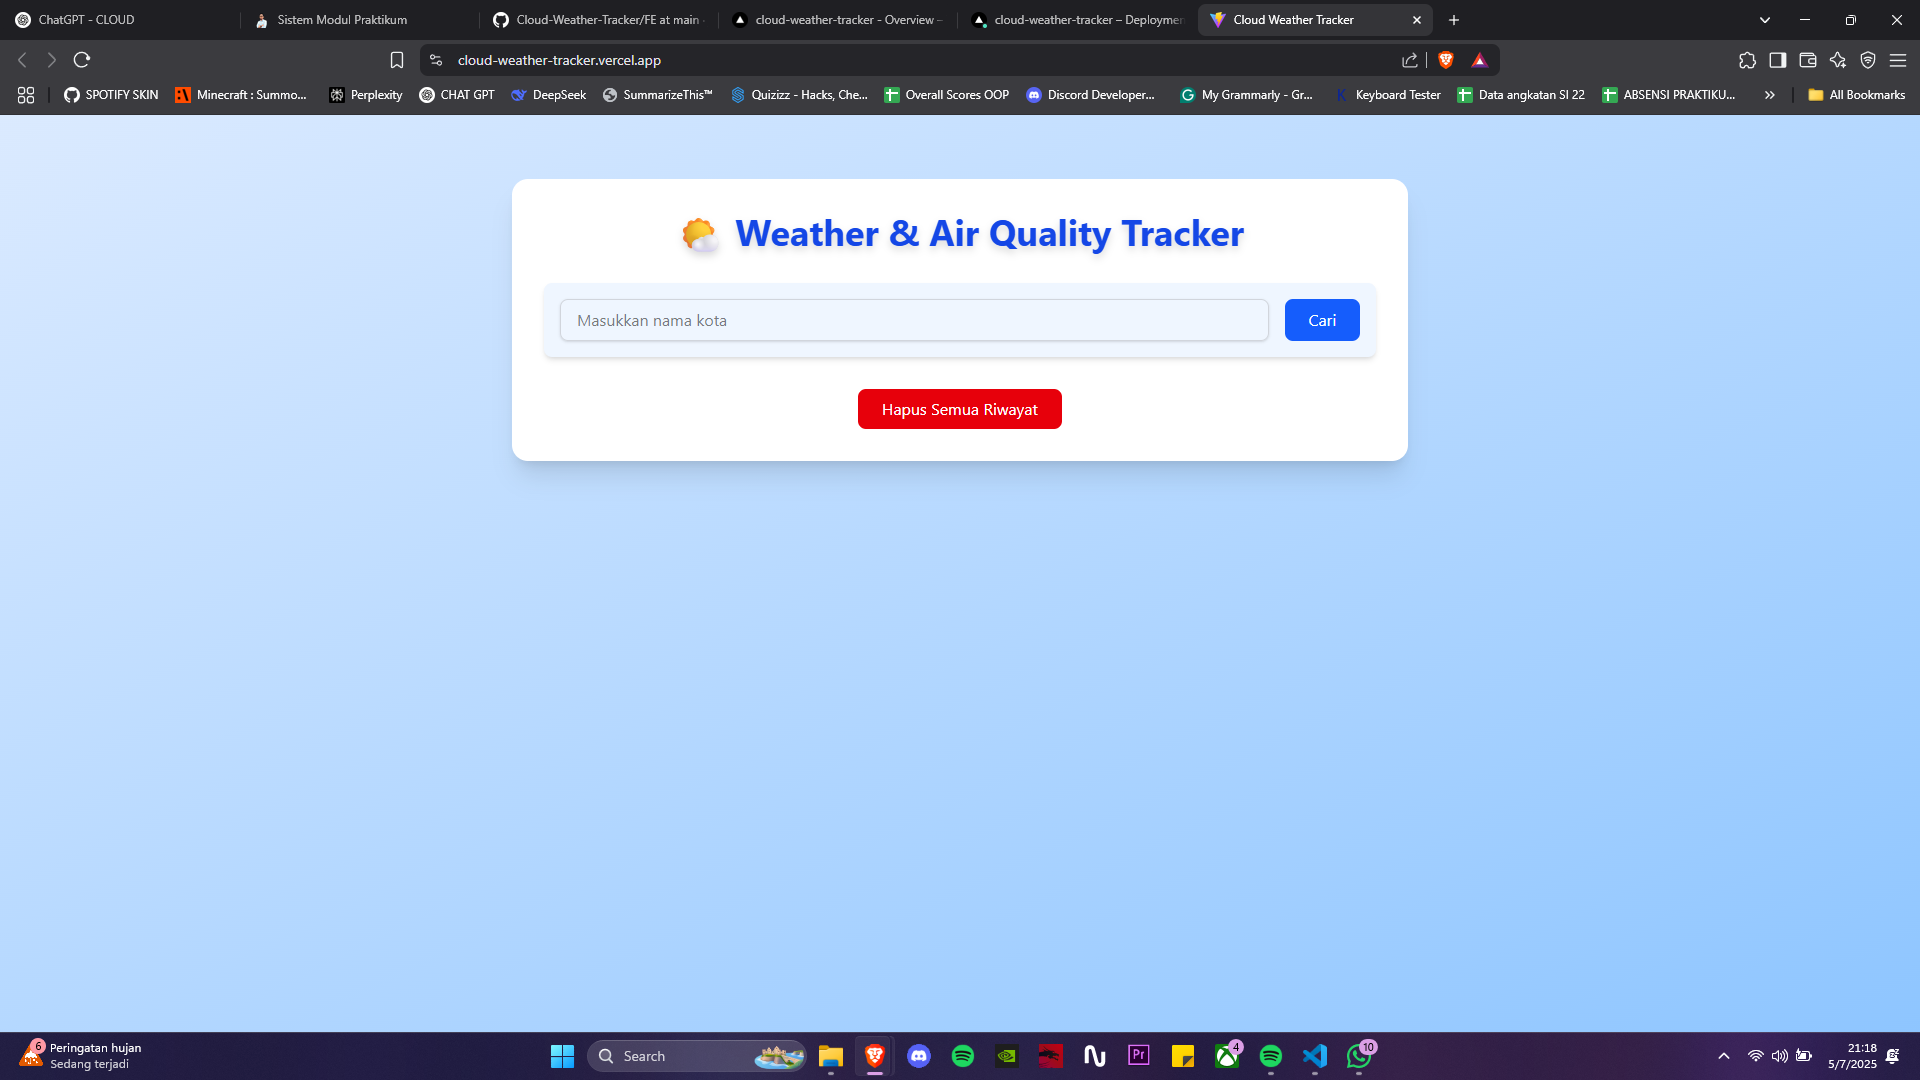 ChatGPT - CLOUD
Sistem Modul Praktikum
Cloud-Weather-Tracker/FE at main
cloud-weather-tracker - Overview –
cloud-weather-tracker – Deploymen
Cloud Weather Tracker
cloud-weather-tracker.vercel.app
SPOTIFY SKIN
Minecraft : Summo...
Perplexity
CHAT GPT
DeepSeek
SummarizeThis™
Quizizz - Hacks, Che...
Overall Scores OOP
Discord Developer...
My Grammarly - Gr...
Keyboard Tester
Data angkatan SI 22
ABSENSI PRAKTIKU...
All Bookmarks
Weather & Air Quality Tracker
Masukkan nama kota
Cari
Hapus Semua Riwayat
6
Peringatan hujan
Sedang terjadi
Search
Pr
4
10
21:18
5/7/2025